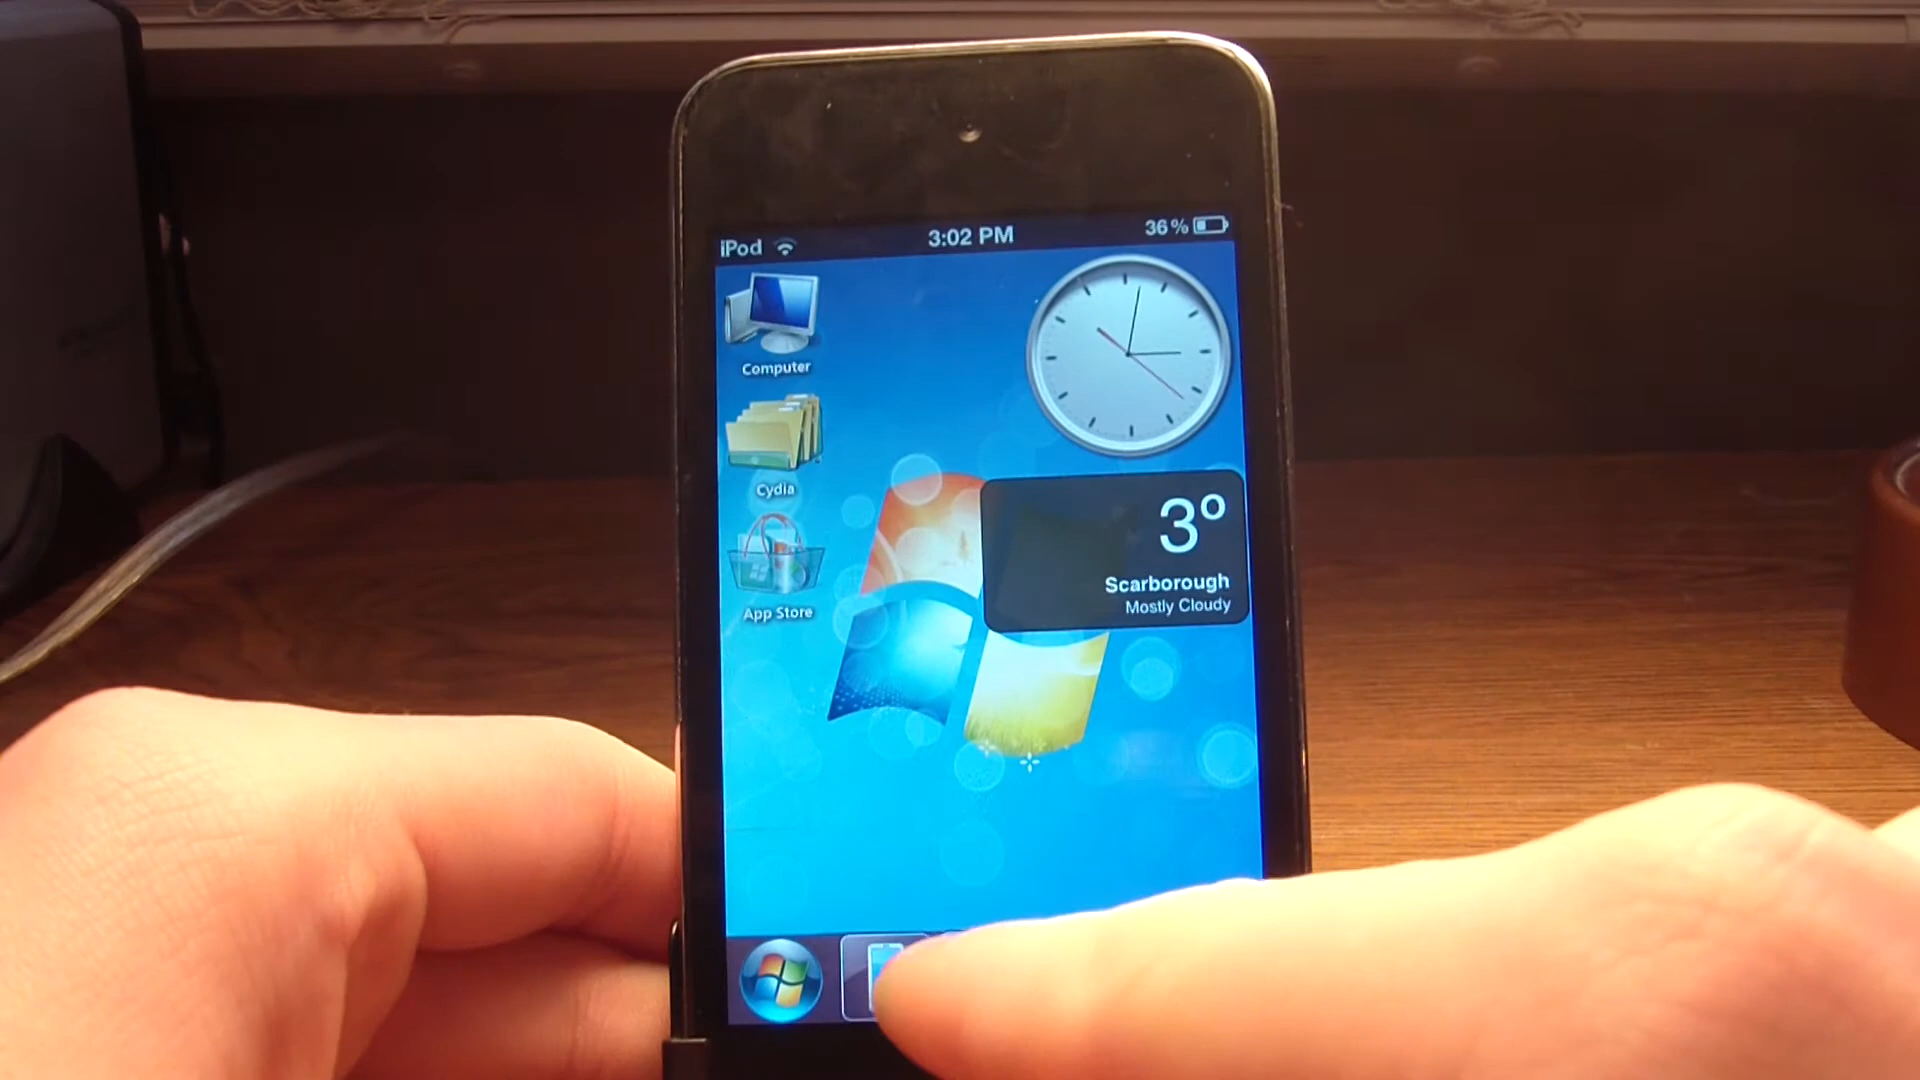 iPod 3:02 PM 36%
Computer
Cydia
App Store
3°
Scarborough
Mostly Cloudy